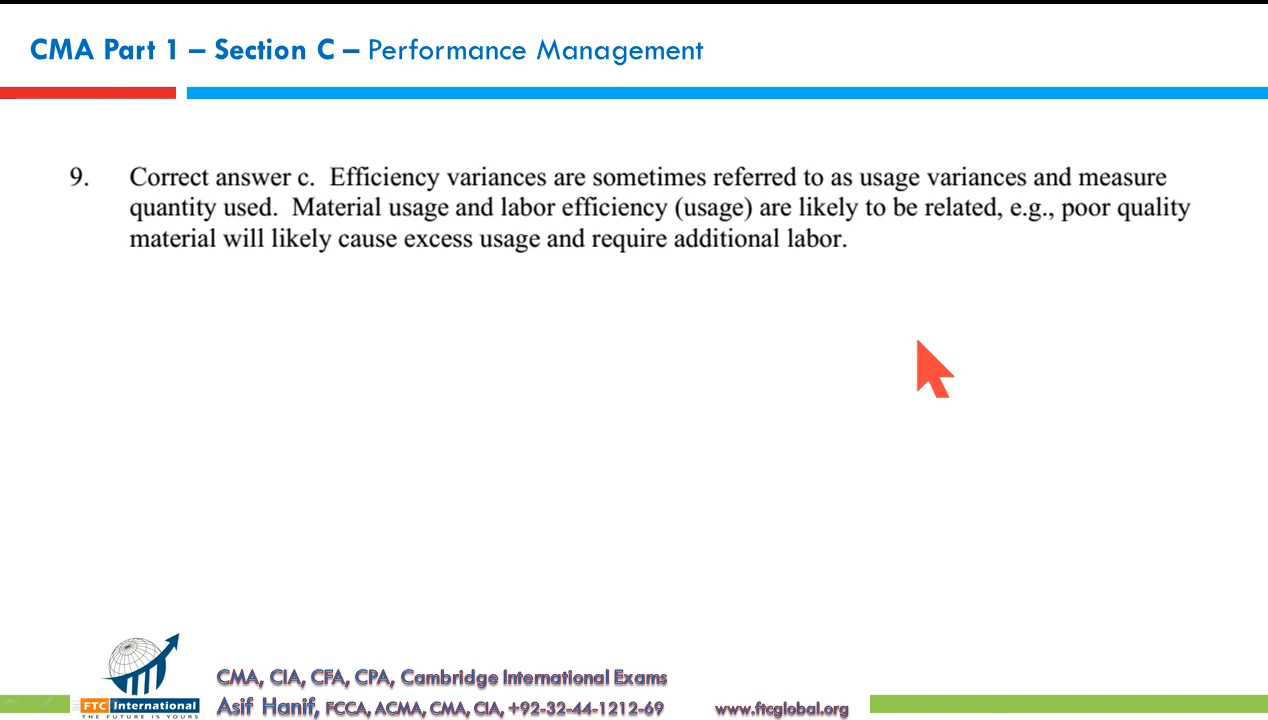 CMA Part 1 – Section C – Performance Management
9. Correct answer c. Efficiency variances are sometimes referred to as usage variances and measure
quantity used. Material usage and labor efficiency (usage) are likely to be related, e.g., poor quality
material will likely cause excess usage and require additional labor.
CMA, CIA, CFA, CPA, Cambridge International Exams
FTC International
THE FUTURE IS YOURS
Asif Hanif, FCCA, ACMA, CMA, CIA, +92-32-44-1212-69 www.ftcglobal.org